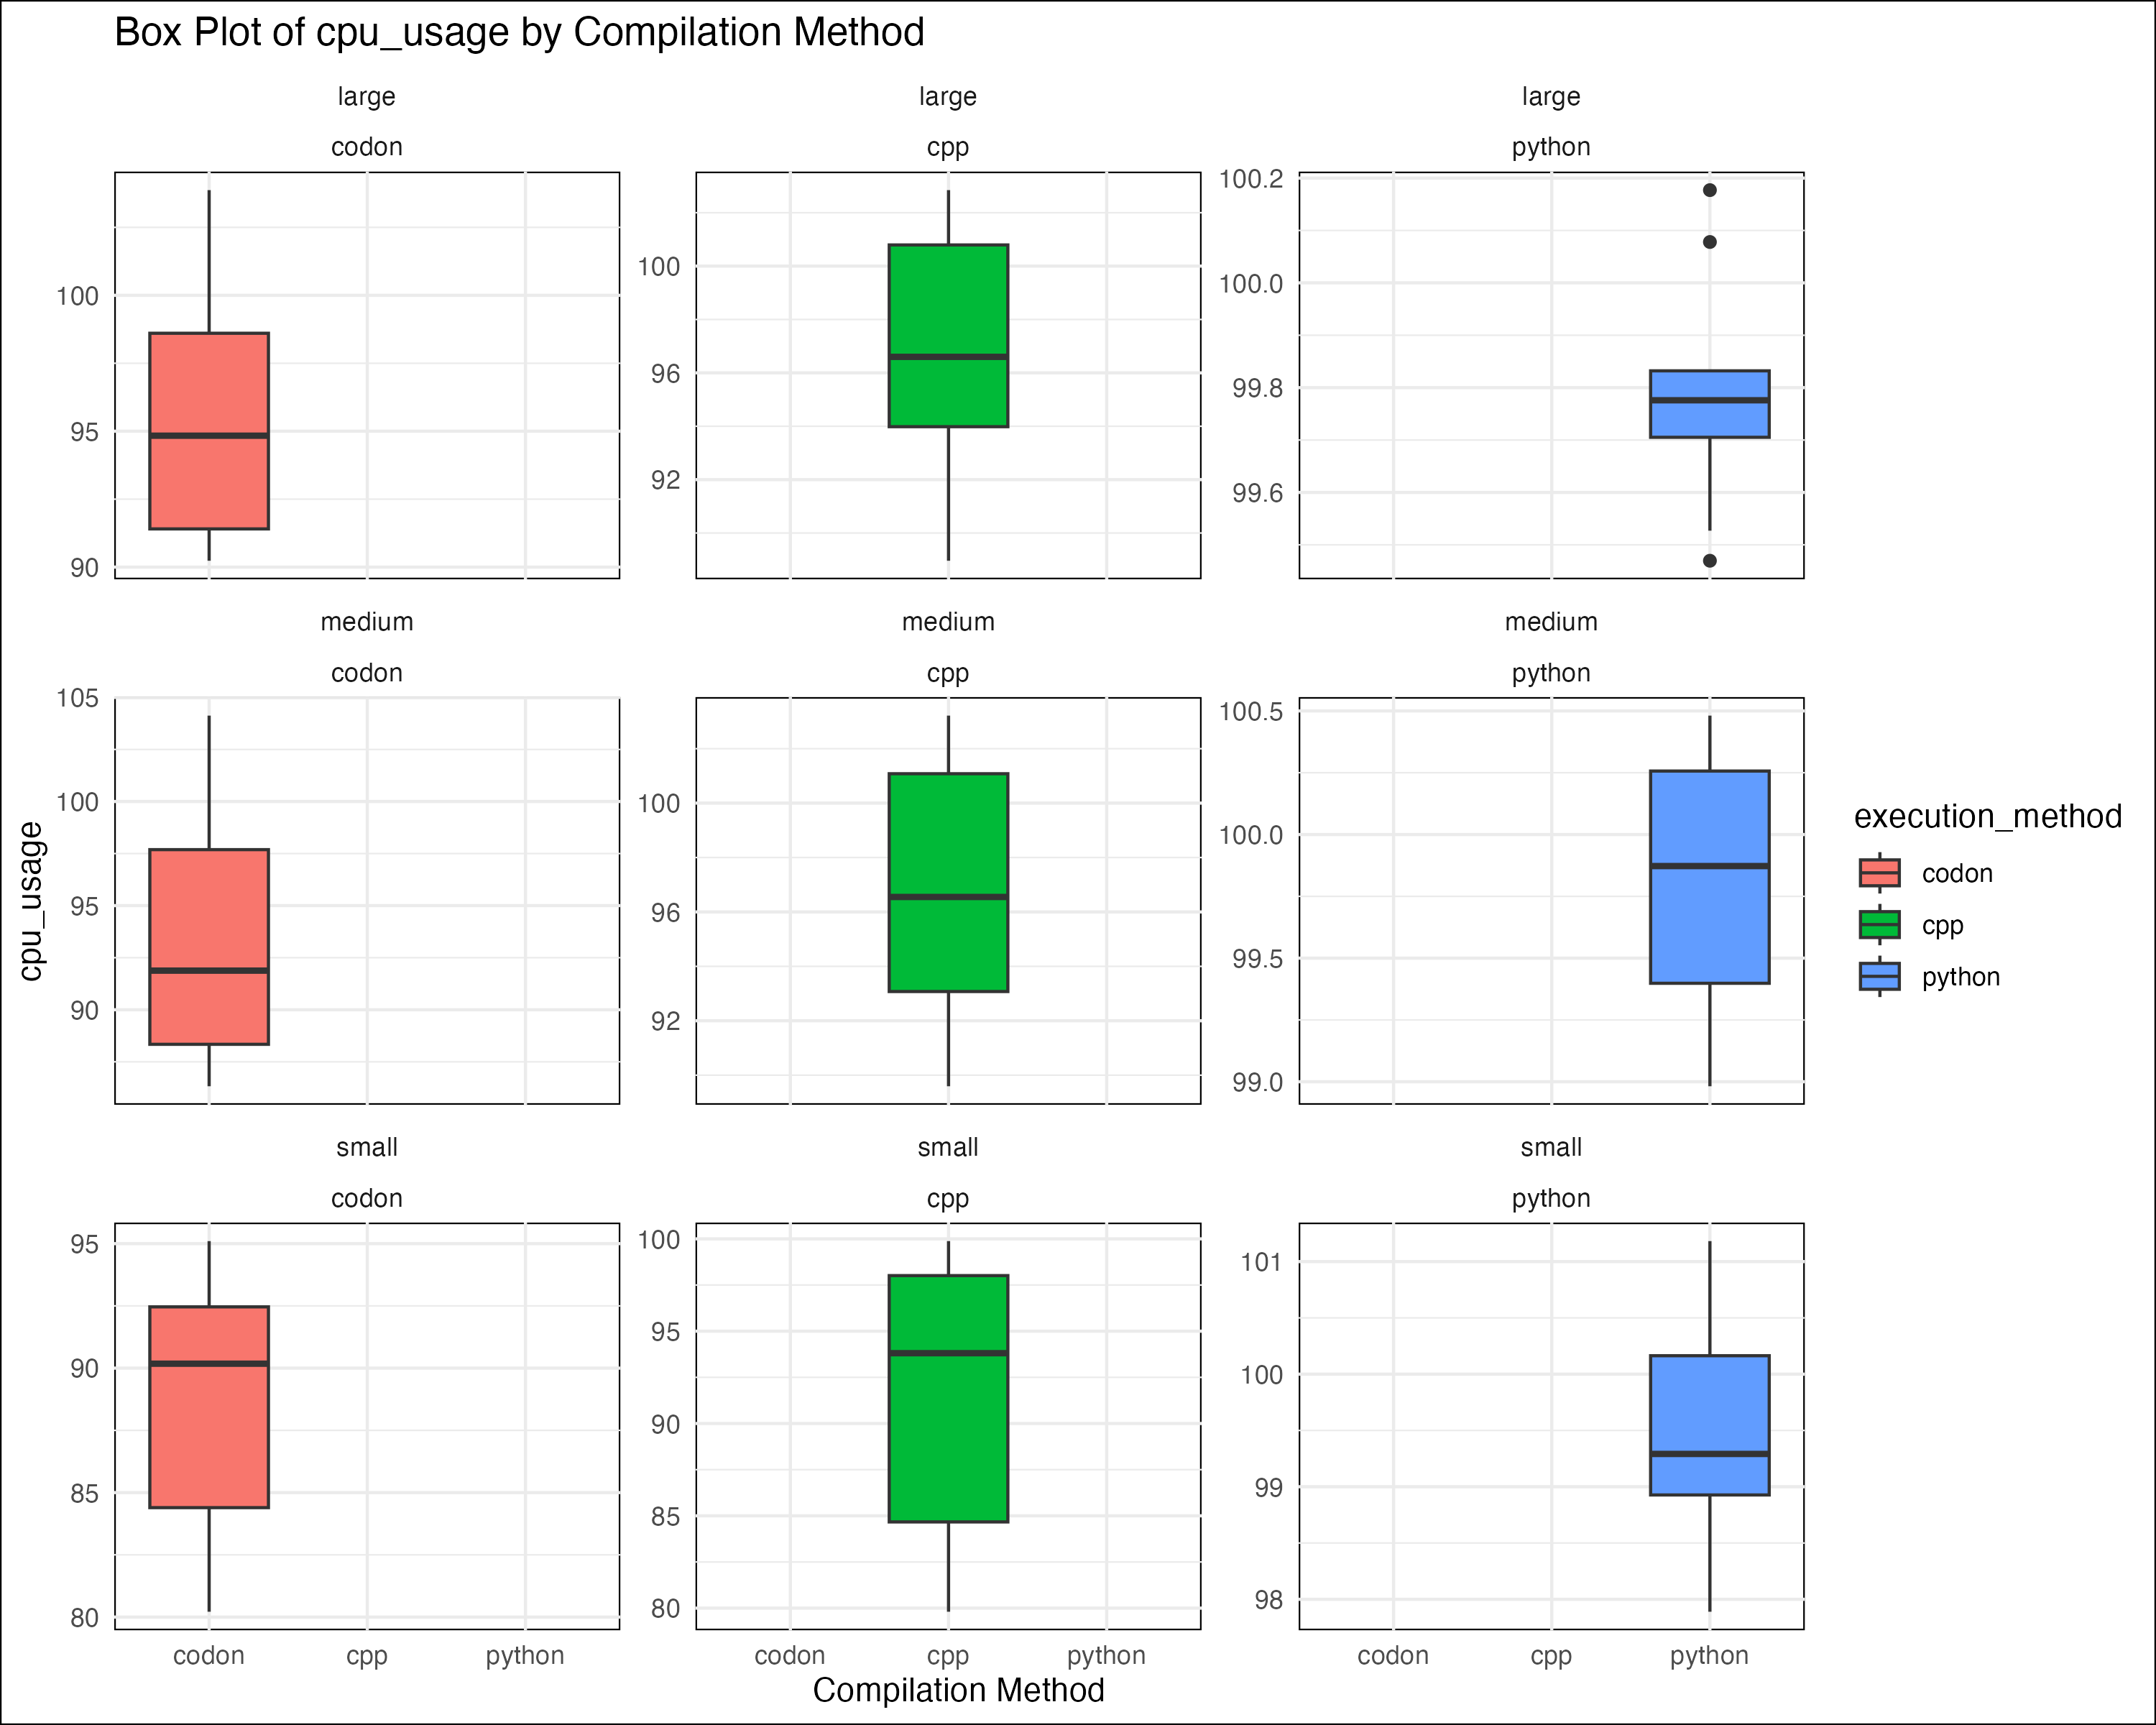 Box Plot of cpu_usage by Compilation Method
large large large
codon cpp python
100
95
90
100
96
92
100.2
100.0
99.8
99.6
medium medium medium
codon cpp python
105
100
95
90
100
96
92
100.5
100.0
99.5
99.0
small small small
codon cpp python
95
90
85
80
100
95
90
85
80
101
100
99
98
codon cpp python codon cpp python codon cpp python
Compilation Method
cpu_usage
execution_method
codon
cpp
python